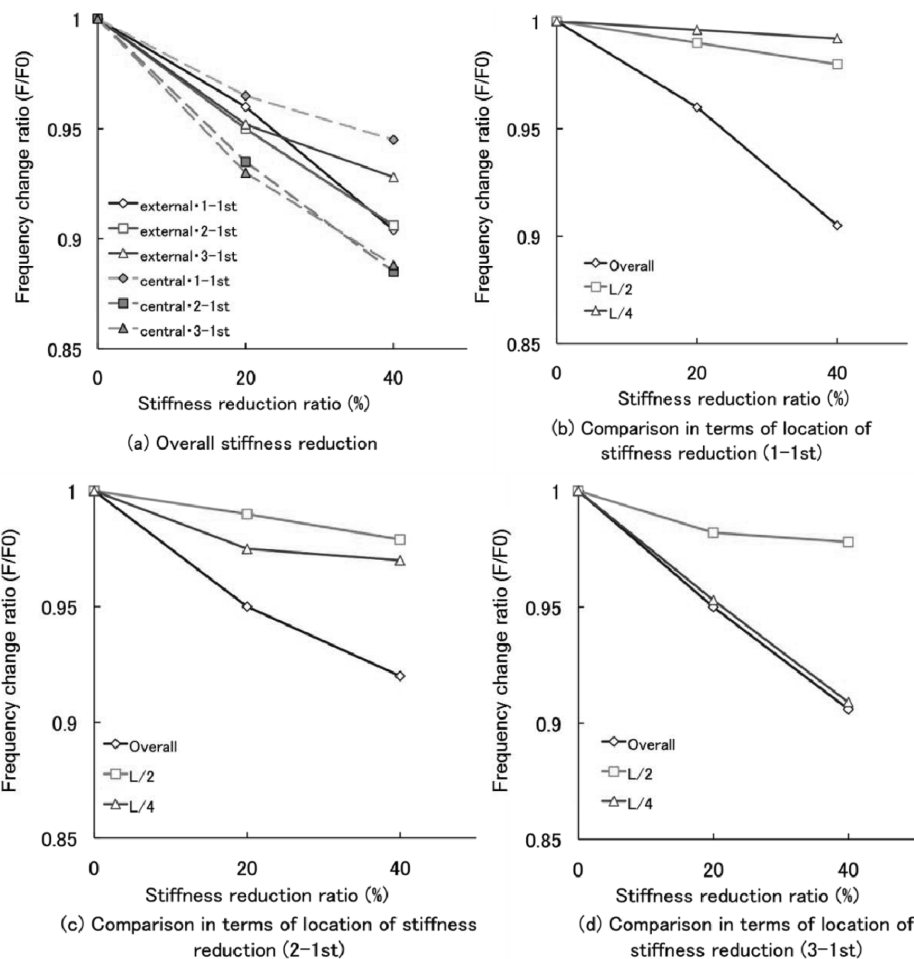 Frequency change ratio (F/F0)
1
0.95
0.9
0.85
external・1-1st
external・2-1st
external・3-1st
central・1-1st
central・2-1st
central・3-1st
0 20 40
Stiffness reduction ratio (%)
(a) Overall stiffness reduction
Frequency change ratio (F/F0)
1
0.95
0.9
0.85
Overall
L/2
L/4
0 20 40
Stiffness reduction ratio (%)
(b) Comparison in terms of location of
stiffness reduction (1-1st)
Frequency change ratio (F/F0)
1
0.95
0.9
0.85
Overall
L/2
L/4
0 20 40
Stiffness reduction ratio (%)
(c) Comparison in terms of location of stiffness
reduction (2-1st)
Frequency change ratio (F/F0)
1
0.95
0.9
0.85
Overall
L/2
L/4
0 20 40
Stiffness reduction ratio (%)
(d) Comparison in terms of location of
stiffness reduction (3-1st)